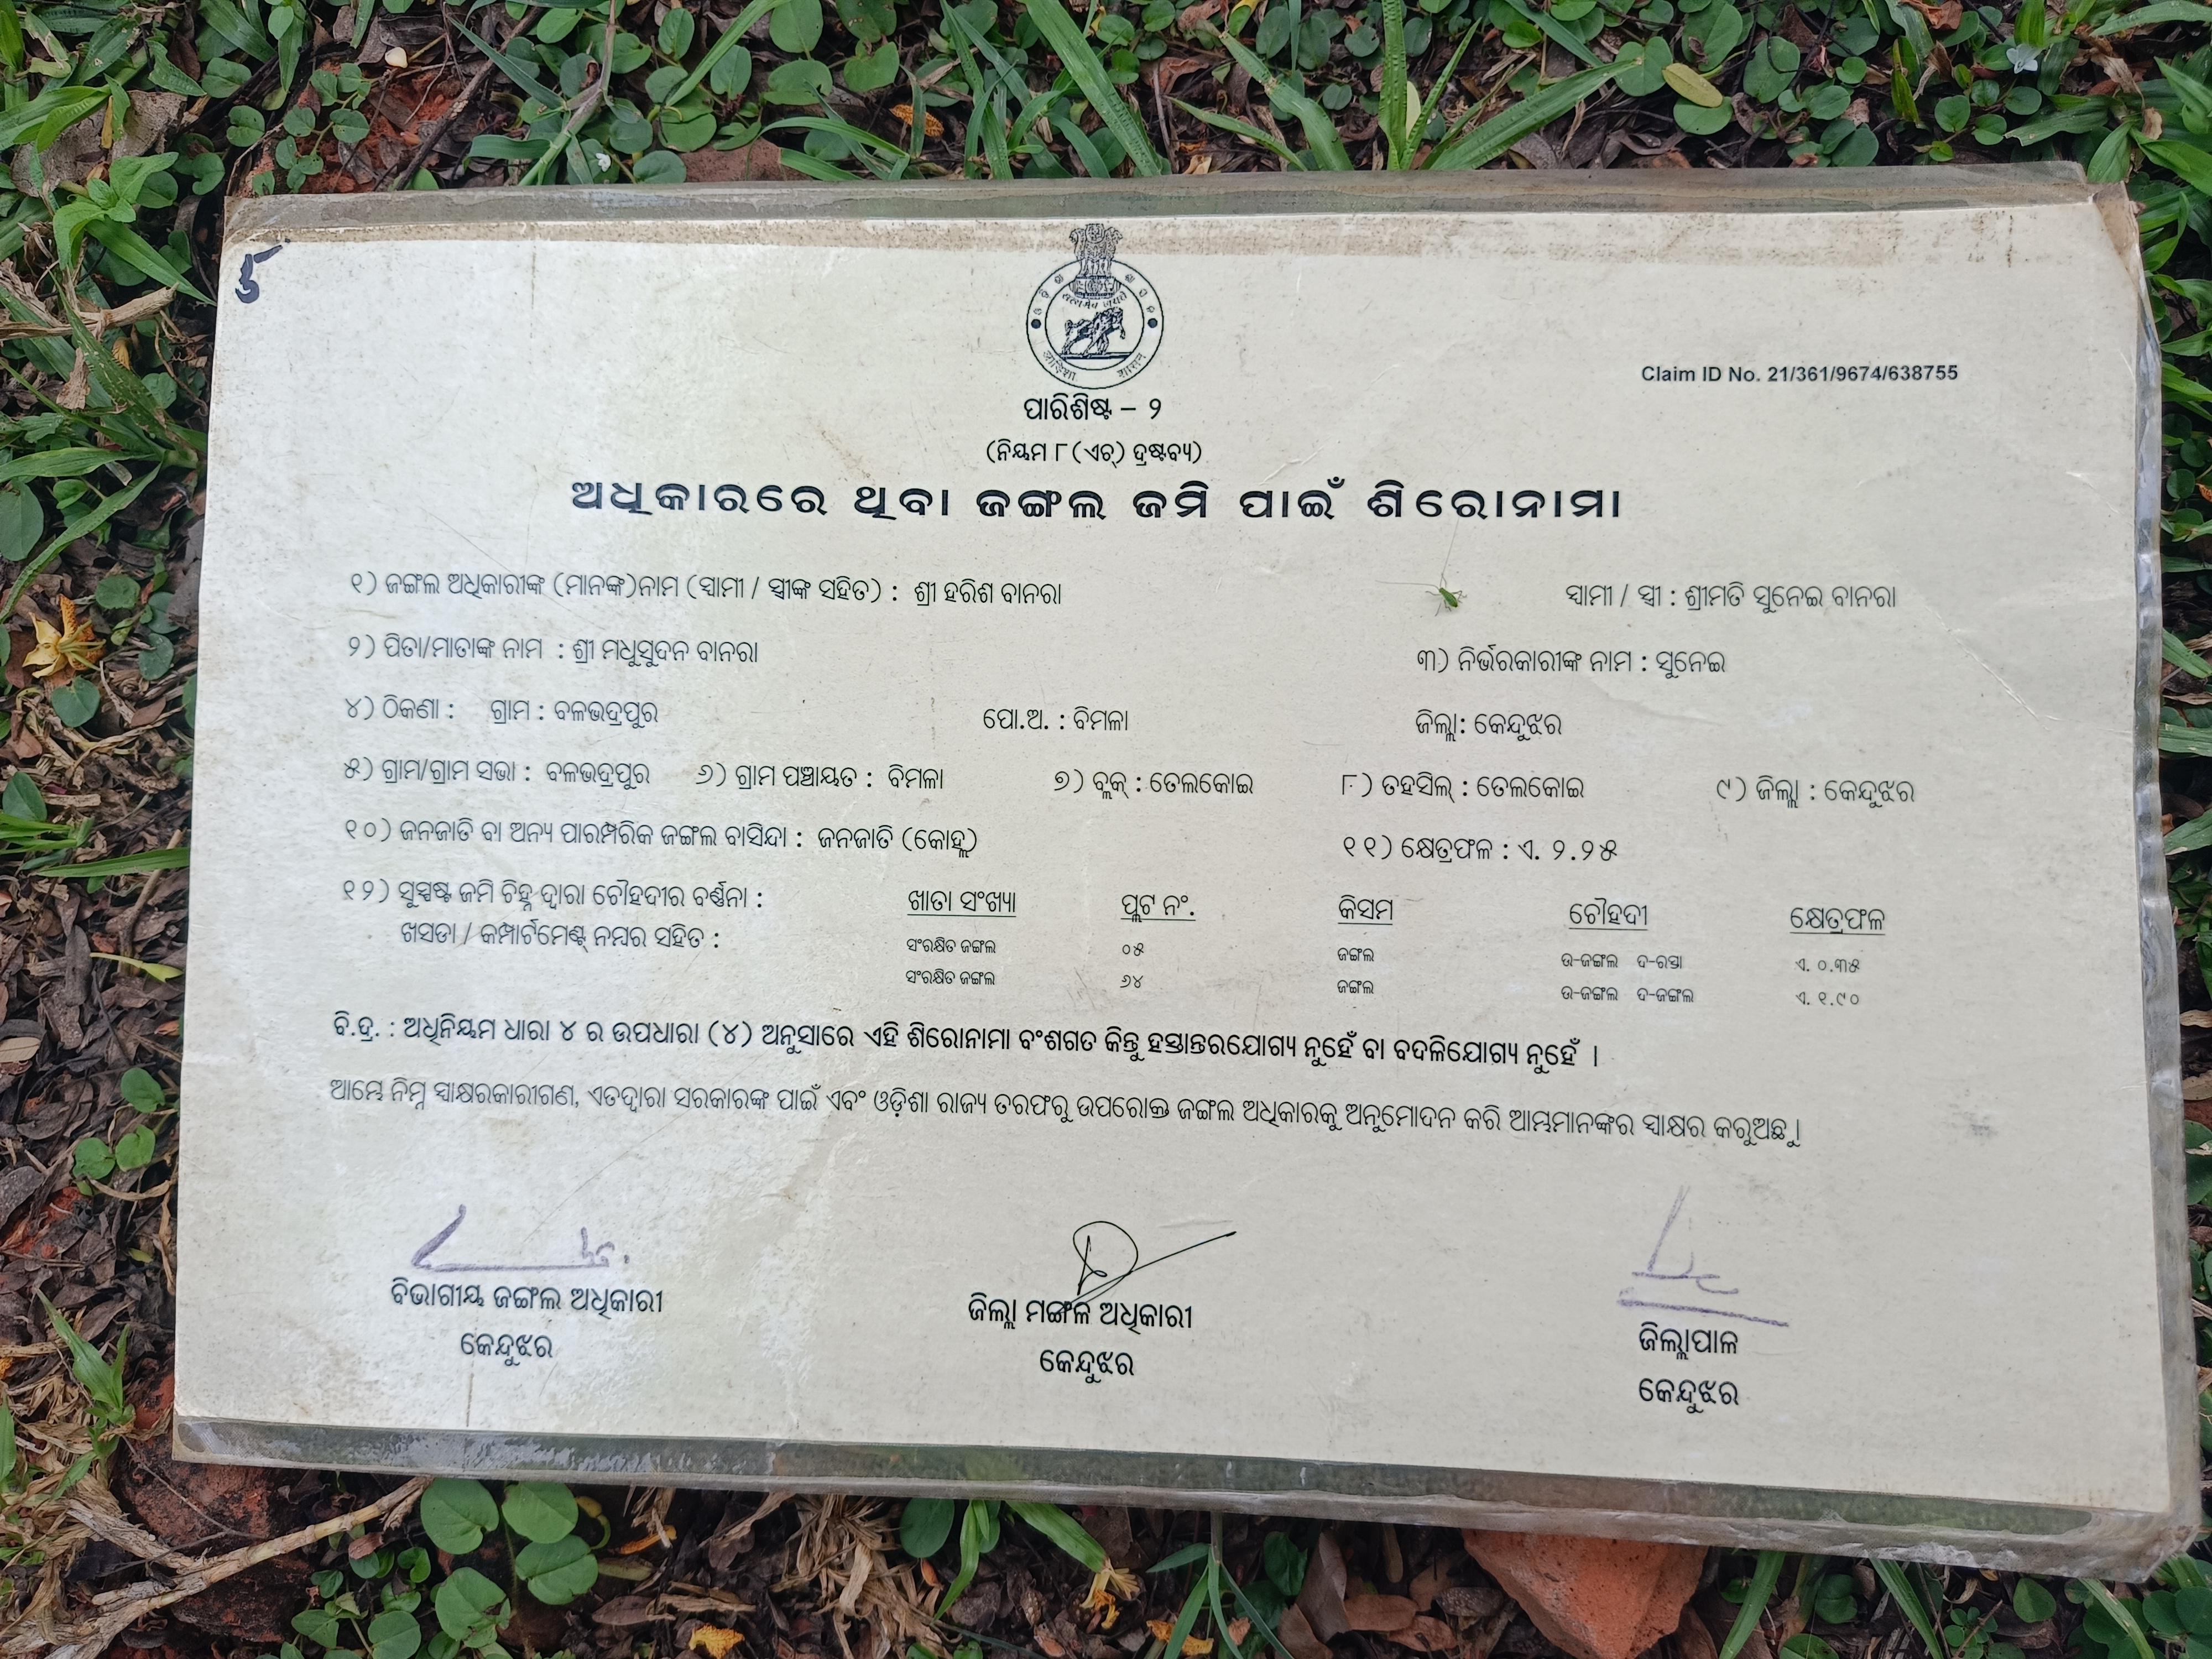 Claim ID No. 21/361/9674/638755
ପାରିଶିଷ୍ଟ – ୨
(ନିୟମ ୮(ଏଚ୍) ଦ୍ରଷ୍ଟବ୍ୟ)
ଅଧିକାରରେ ଥିବା ଜଙ୍ଗଲ ଜମି ପାଇଁ ଶିରୋନାମା
୧) ଜଙ୍ଗଲ ଅଧିକାରୀଙ୍କ (ମାନଙ୍କ)ନାମ (ସ୍ୱାମୀ / ସ୍ତ୍ରୀଙ୍କ ସହିତ) : ଶ୍ରୀ ହରିଶ ବାନରା ସ୍ୱାମୀ / ସ୍ତ୍ରୀ : ଶ୍ରୀମତି ସୁନେଇ ବାନରା
୨) ପିତା/ମାତାଙ୍କ ନାମ : ଶ୍ରୀ ମଧୁସୁଦନ ବାନରା ୩) ନିର୍ଭରକାରୀଙ୍କ ନାମ : ସୁନେଇ
୪) ଠିକଣା : ଗ୍ରାମ : ବଳଭଦ୍ରପୁର ପୋ.ଅ. : ବିମଳା ଜିଲ୍ଲା: କେନ୍ଦୁଝର
୫) ଗ୍ରାମ/ଗ୍ରାମ ସଭା : ବଳଭଦ୍ରପୁର ୬) ଗ୍ରାମ ପଞ୍ଚାୟତ : ବିମଳା ୭) ବ୍ଲକ୍ : ତେଲକୋଇ ୮) ତହସିଲ୍ : ତେଲକୋଇ ୯) ଜିଲ୍ଲା : କେନ୍ଦୁଝର
୧୦) ଜନଜାତି ବା ଅନ୍ୟ ପାରମ୍ପରିକ ଜଙ୍ଗଲ ବାସିନ୍ଦା : ଜନଜାତି (କୋହ୍ଲ) ୧୧) କ୍ଷେତ୍ରଫଳ : ଏ. ୨.୨୫
୧୨) ସୁସ୍ପଷ୍ଟ ଜମି ଚିହ୍ନ ଦ୍ୱାରା ଚୌହଦୀର ବର୍ଣ୍ଣନା : ଖାତା ସଂଖ୍ୟା ପ୍ଲଟ ନଂ. କିସମ ଚୌହଦୀ କ୍ଷେତ୍ରଫଳ
ଖସଡା / କମ୍ପାର୍ଟମେଣ୍ଟ୍ ନମ୍ବର ସହିତ : ସଂରକ୍ଷିତ ଜଙ୍ଗଲ ୦୫ ଜଙ୍ଗଲ ଉ-ଜଙ୍ଗଲ ଦ-ରସ୍ତା ଏ. ୦.୩୫
ସଂରକ୍ଷିତ ଜଙ୍ଗଲ ୬୪ ଜଙ୍ଗଲ ଉ-ଜଙ୍ଗଲ ଦ-ଜଙ୍ଗଲ ଏ. ୧.୯୦
ବି.ଦ୍ର. : ଅଧିନିୟମ ଧାରା ୪ ର ଉପଧାରା (୪) ଅନୁସାରେ ଏହି ଶିରୋନାମା ବଂଶଗତ କିନ୍ତୁ ହସ୍ତାନ୍ତରଯୋଗ୍ୟ ନୁହେଁ ବା ବଦଳିଯୋଗ୍ୟ ନୁହେଁ ।
ଆମ୍ଭେ ନିମ୍ନ ସ୍ୱାକ୍ଷରକାରୀଗଣ, ଏତଦ୍ୱାରା ସରକାରଙ୍କ ପାଇଁ ଏବଂ ଓଡ଼ିଶା ରାଜ୍ୟ ତରଫରୁ ଉପରୋକ୍ତ ଜଙ୍ଗଲ ଅଧିକାରକୁ ଅନୁମୋଦନ କରି ଆମ୍ଭମାନଙ୍କର ସ୍ୱାକ୍ଷର କରୁଅଛୁ।
ବିଭାଗୀୟ ଜଙ୍ଗଲ ଅଧିକାରୀ ଜିଲ୍ଲା ମଙ୍ଗଳ ଅଧିକାରୀ ଜିଲ୍ଲାପାଳ
କେନ୍ଦୁଝର କେନ୍ଦୁଝର କେନ୍ଦୁଝର